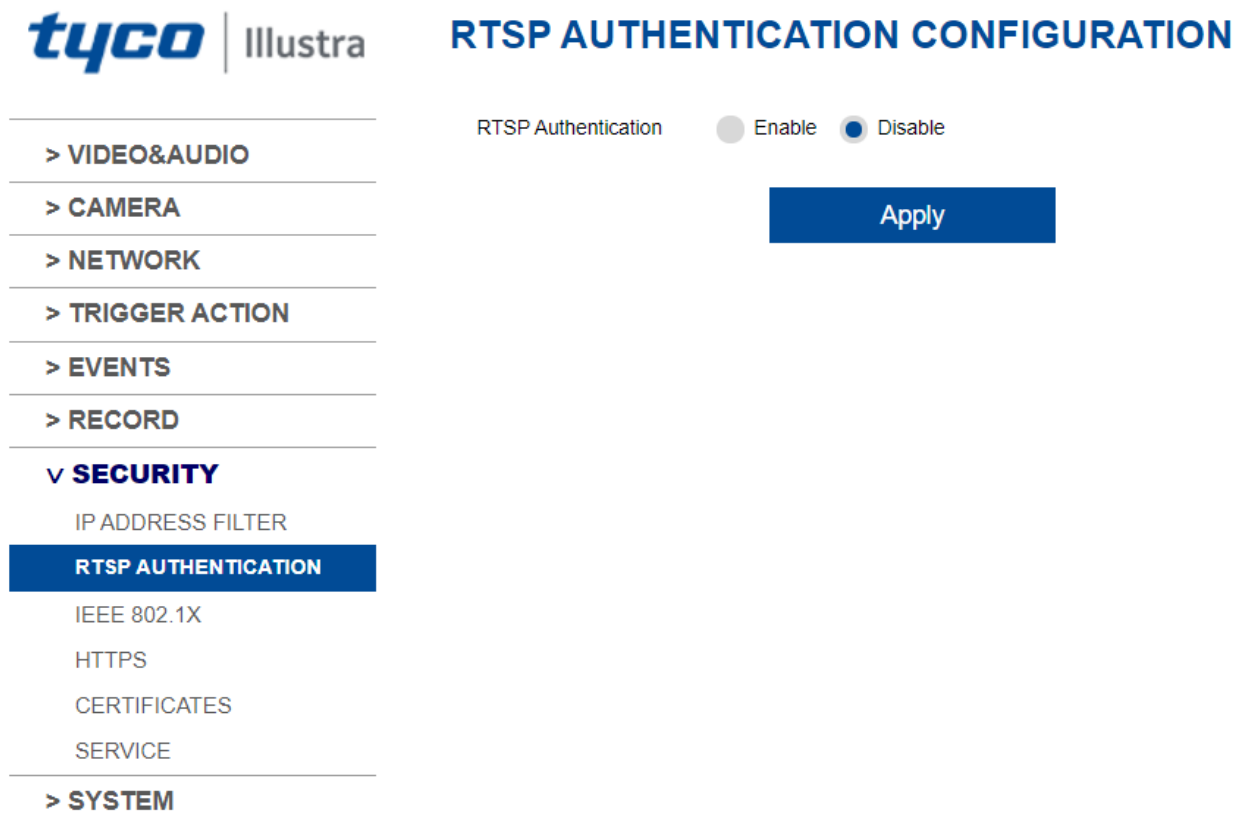 tyco | Illustra
RTSP AUTHENTICATION CONFIGURATION
RTSP Authentication Enable Disable
Apply
> VIDEO&AUDIO
> CAMERA
> NETWORK
> TRIGGER ACTION
> EVENTS
> RECORD
v SECURITY
IP ADDRESS FILTER
RTSP AUTHENTICATION
IEEE 802.1X
HTTPS
CERTIFICATES
SERVICE
> SYSTEM